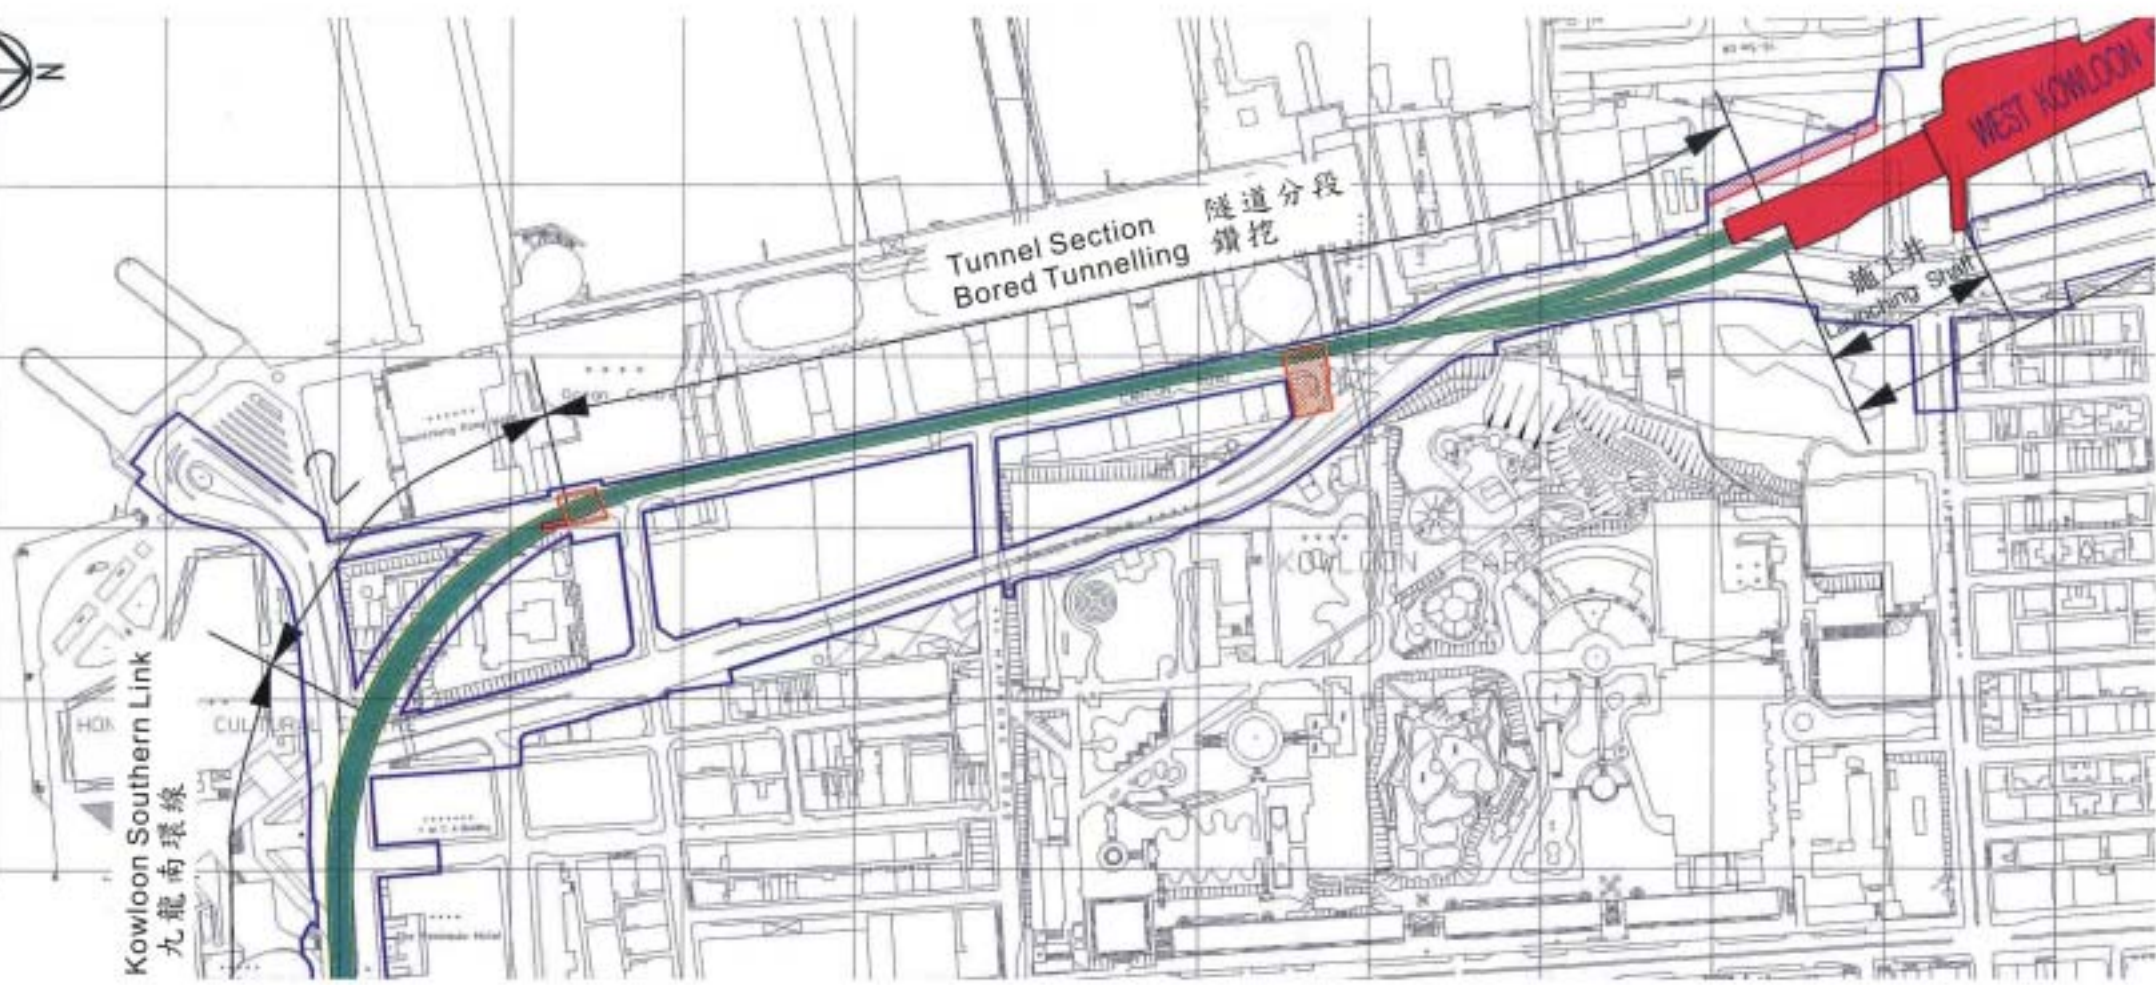 N
WEST KOWLOON
Tunnel Section
Bored Tunnelling
隧道分段
鑽挖
施工井
Launching Shaft
2
KOWLOON PARK
CULTURAL
Kowloon Southern Link
九龍南環線